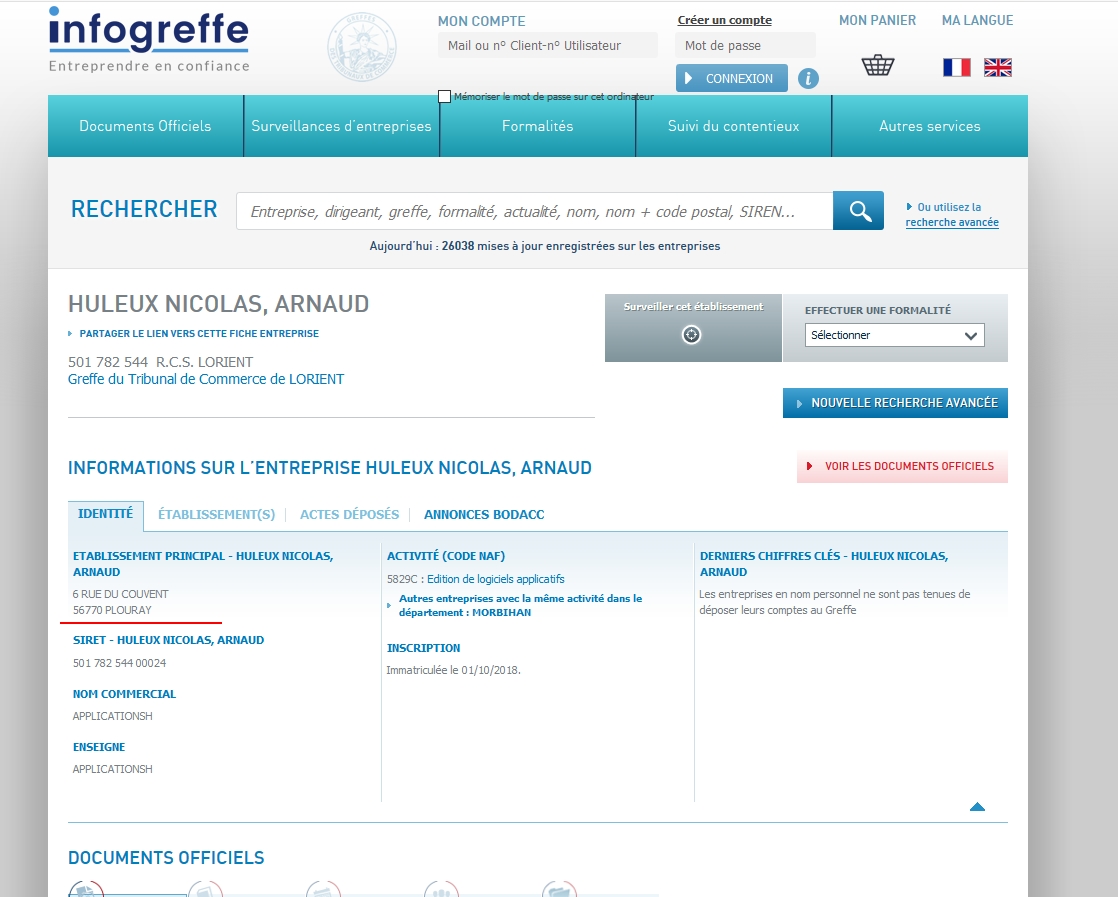 infogreffe
Entreprendre en confiance
MON COMPTE
Mail ou nº Client-nº Utilisateur
Créer un compte
Mot de passe
CONNEXION
i
Mémoriser le mot de passe sur cet ordinateur
MON PANIER
MA LANGUE
Documents Officiels
Surveillances d'entreprises
Formalités
Suivi du contentieux
Autres services
RECHERCHER
Entreprise, dirigeant, greffe, formalité, actualité, nom, nom + code postal, SIREN...
Ou utilisez la
recherche avancée
Aujourd'hui : 26038 mises à jour enregistrées sur les entreprises
HULEUX NICOLAS, ARNAUD
PARTAGER LE LIEN VERS CETTE FICHE ENTREPRISE
501 782 544 R.C.S. LORIENT
Greffe du Tribunal de Commerce de LORIENT
Surveiller cet établissement
EFFECTUER UNE FORMALITÉ
Sélectionner
NOUVELLE RECHERCHE AVANCÉE
INFORMATIONS SUR L'ENTREPRISE HULEUX NICOLAS, ARNAUD
VOIR LES DOCUMENTS OFFICIELS
IDENTITÉ
ÉTABLISSEMENT(S)
ACTES DÉPOSÉS
ANNONCES BODACC
ETABLISSEMENT PRINCIPAL - HULEUX NICOLAS,
ARNAUD
6 RUE DU COUVENT
56770 PLOURAY
SIRET - HULEUX NICOLAS, ARNAUD
501 782 544 00024
NOM COMMERCIAL
APPLICATIONSH
ENSEIGNE
APPLICATIONSH
ACTIVITÉ (CODE NAF)
5829C : Edition de logiciels applicatifs
Autres entreprises avec la même activité dans le
département : MORBIHAN
INSCRIPTION
Immatriculée le 01/10/2018.
DERNIERS CHIFFRES CLÉS - HULEUX NICOLAS,
ARNAUD
Les entreprises en nom personnel ne sont pas tenues de
déposer leurs comptes au Greffe
DOCUMENTS OFFICIELS